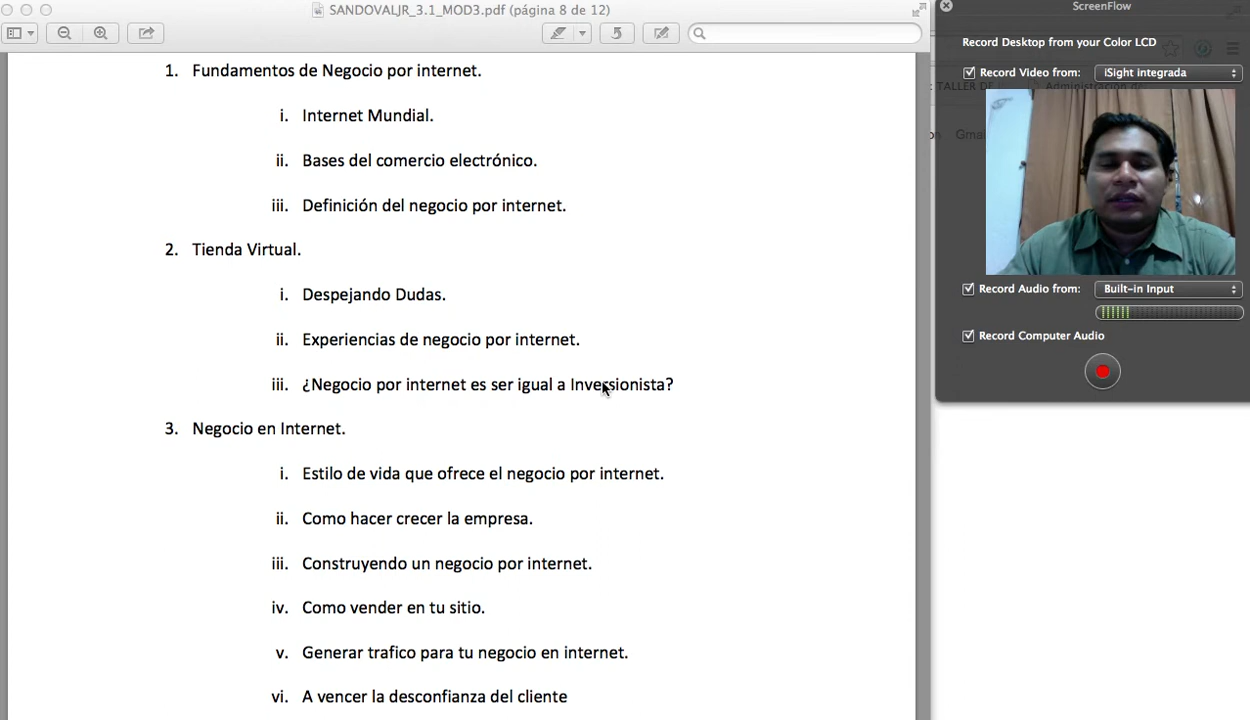 SANDOVALJR_3.1_MOD3.pdf (página 8 de 12)
ScreenFlow
Record Desktop from your Color LCD
Record Video from: iSight integrada
TALLER DE
Administración de
Gmai
1. Fundamentos de Negocio por internet.
i. Internet Mundial.
ii. Bases del comercio electrónico.
iii. Definición del negocio por internet.
2. Tienda Virtual.
i. Despejando Dudas.
ii. Experiencias de negocio por internet.
iii. ¿Negocio por internet es ser igual a Inversionista?
3. Negocio en Internet.
i. Estilo de vida que ofrece el negocio por internet.
ii. Como hacer crecer la empresa.
iii. Construyendo un negocio por internet.
iv. Como vender en tu sitio.
v. Generar trafico para tu negocio en internet.
vi. A vencer la desconfianza del cliente
Record Audio from: Built-in Input
Record Computer Audio